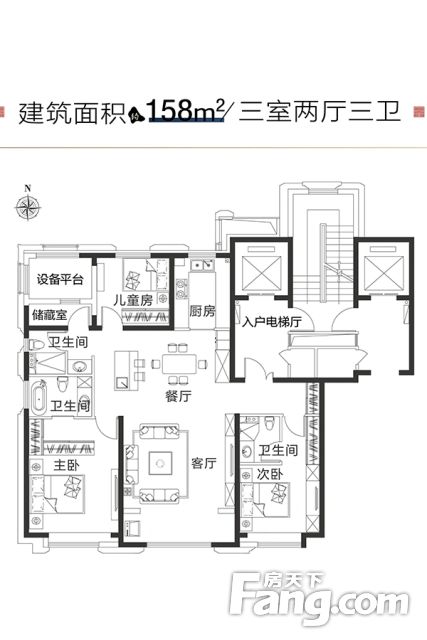 建筑面积约158m²/三室两厅三卫
N
设备平台
儿童房
厨房
储藏室
入户电梯厅
卫生间
餐厅
卫生间
卫生间
主卧
客厅
次卧
房天下
Fang.com